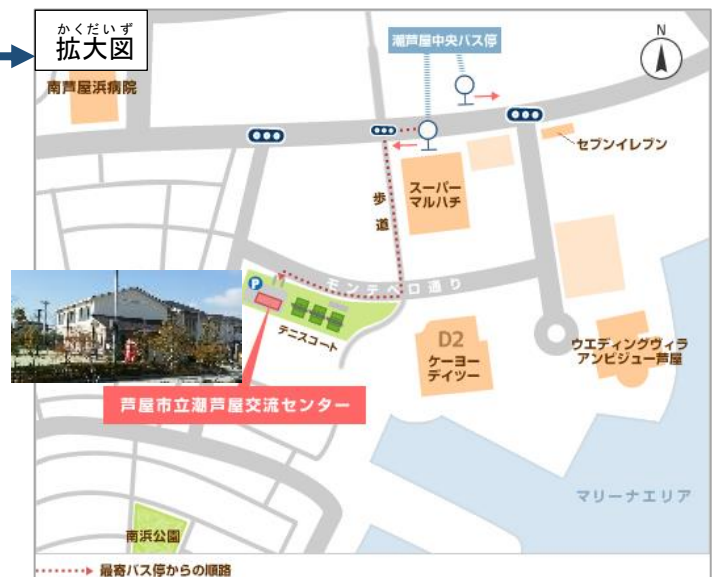 かくだいず
拡大図
潮芦屋中央バス停
N
南芦屋浜病院
セブンイレブン
スーパー
マルハチ
歩道
モンテベロ通り
P
テニスコート
D2
ケーヨー
デイツー
ウエディングヴィラ
アンビジュー芦屋
芦屋市立潮芦屋交流センター
マリーナエリア
南浜公園
最寄バス停からの順路